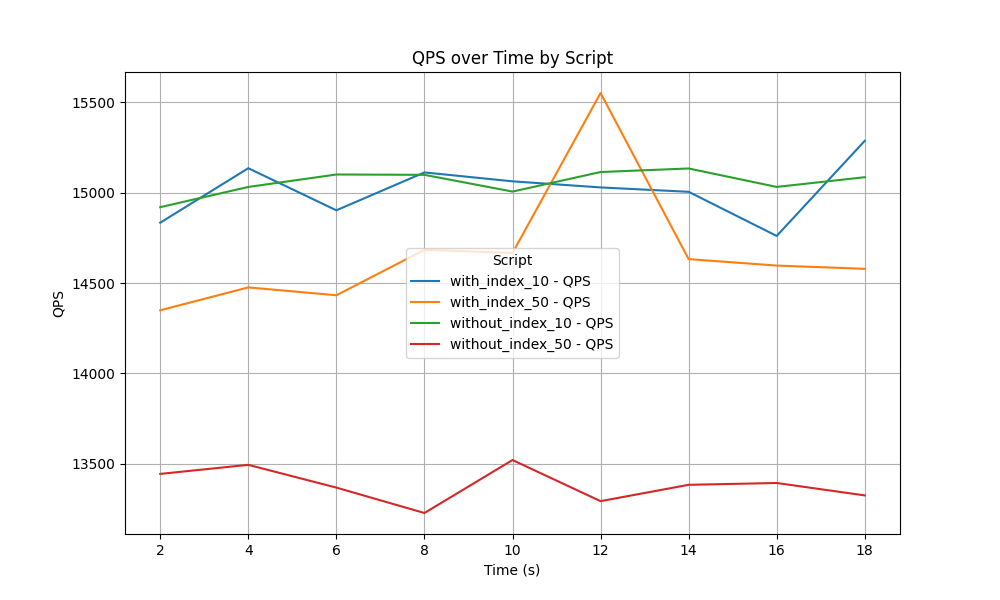 QPS over Time by Script
15500
15000
14500
14000
13500
QPS
Script
with_index_10 - QPS
with_index_50 - QPS
without_index_10 - QPS
without_index_50 - QPS
2 4 6 8 10 12 14 16 18
Time (s)